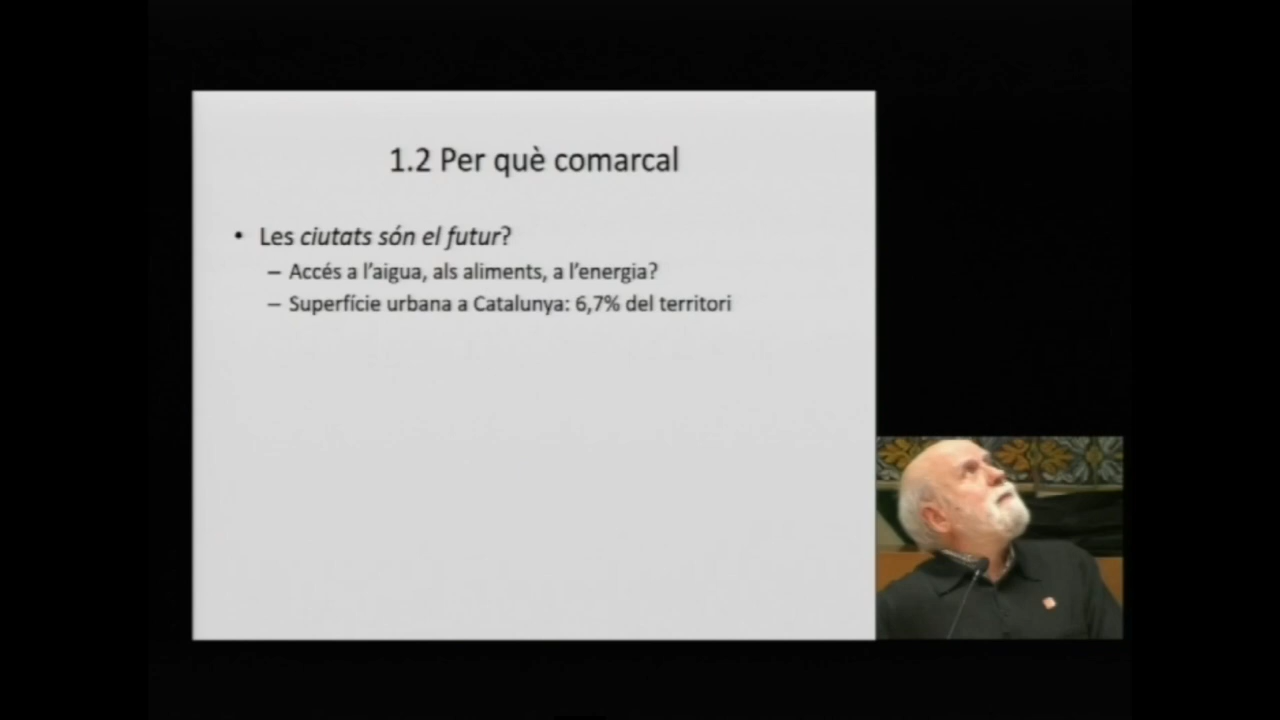 1.2 Per què comarcal
• Les ciutats són el futur?
– Accés a l'aigua, als aliments, a l'energia?
– Superfície urbana a Catalunya: 6,7% del territori